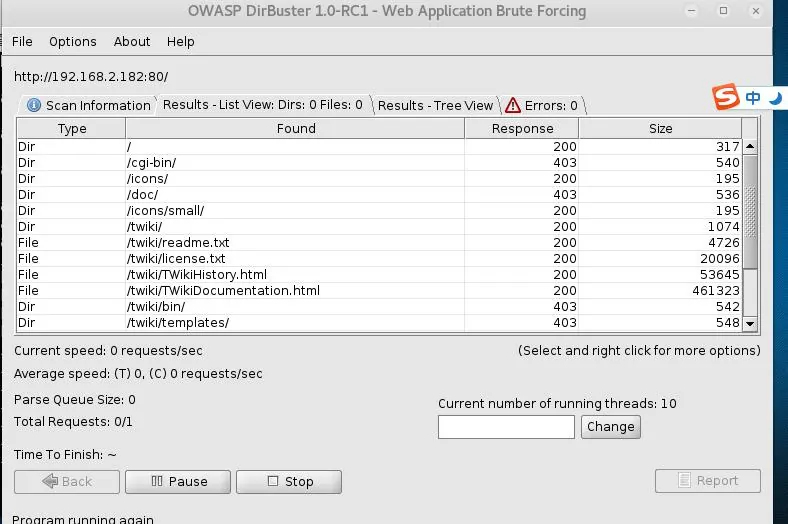 OWASP DirBuster 1.0-RC1 - Web Application Brute Forcing
File Options About Help
http://192.168.2.182:80/
Scan Information Results - List View: Dirs: 0 Files: 0 Results - Tree View Errors: 0
S 中
Type Found Response Size
Dir / 200 317
Dir /cgi-bin/ 403 540
Dir /icons/ 200 195
Dir /doc/ 403 536
Dir /icons/small/ 200 195
Dir /twiki/ 200 1074
File /twiki/readme.txt 200 4726
File /twiki/license.txt 200 20096
File /twiki/TWikiHistory.html 200 53645
File /twiki/TWikiDocumentation.html 200 461323
Dir /twiki/bin/ 403 542
Dir /twiki/templates/ 403 548
Current speed: 0 requests/sec (Select and right click for more options)
Average speed: (T) 0, (C) 0 requests/sec
Parse Queue Size: 0
Current number of running threads: 10
Total Requests: 0/1
Change
Time To Finish: ~
Back Pause Stop Report
Program running again